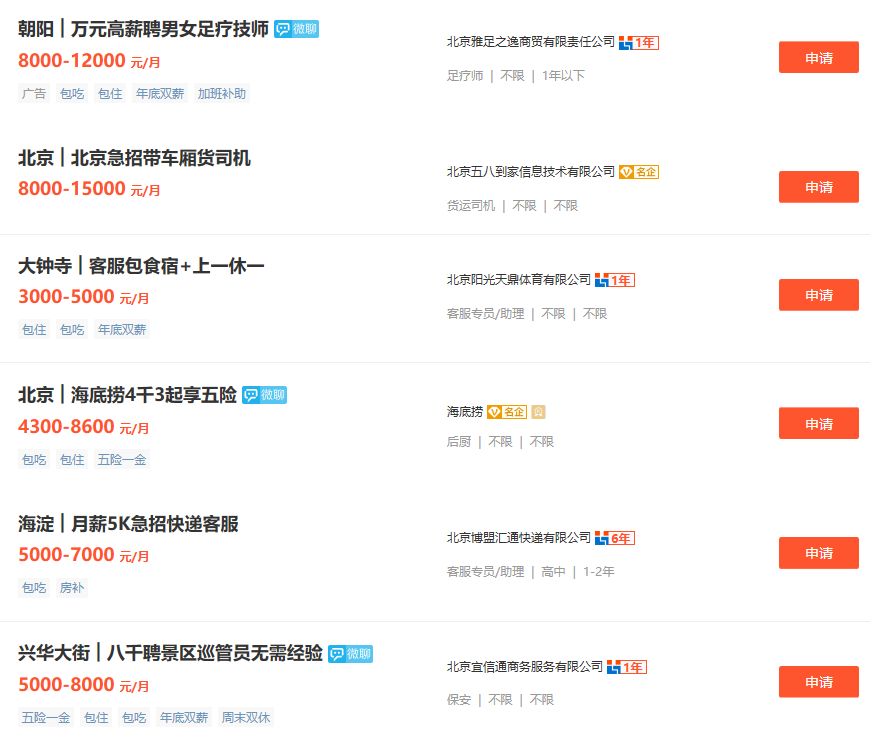 朝阳 | 万元高薪聘男女足疗技师 微聊
8000-12000 元/月
广告 包吃 包住 年底双薪 加班补助
北京雅足之逸商贸有限责任公司 1年
足疗师 | 不限 | 1年以下
申请
北京 | 北京急招带车厢货司机
8000-15000 元/月
北京五八到家信息技术有限公司 名企
货运司机 | 不限 | 不限
申请
大钟寺 | 客服包食宿+上一休一
3000-5000 元/月
包住 包吃 年底双薪
北京阳光天鼎体育有限公司 1年
客服专员/助理 | 不限 | 不限
申请
北京 | 海底捞4千3起享五险 微聊
4300-8600 元/月
包吃 包住 五险一金
海底捞 名企
后厨 | 不限 | 不限
申请
海淀 | 月薪5K急招快递客服
5000-7000 元/月
包吃 房补
北京博盟汇通快递有限公司 6年
客服专员/助理 | 高中 | 1-2年
申请
兴华大街 | 八千聘景区巡管员无需经验 微聊
5000-8000 元/月
五险一金 包住 包吃 年底双薪 周末双休
北京宜信通商务服务有限公司 1年
保安 | 不限 | 不限
申请